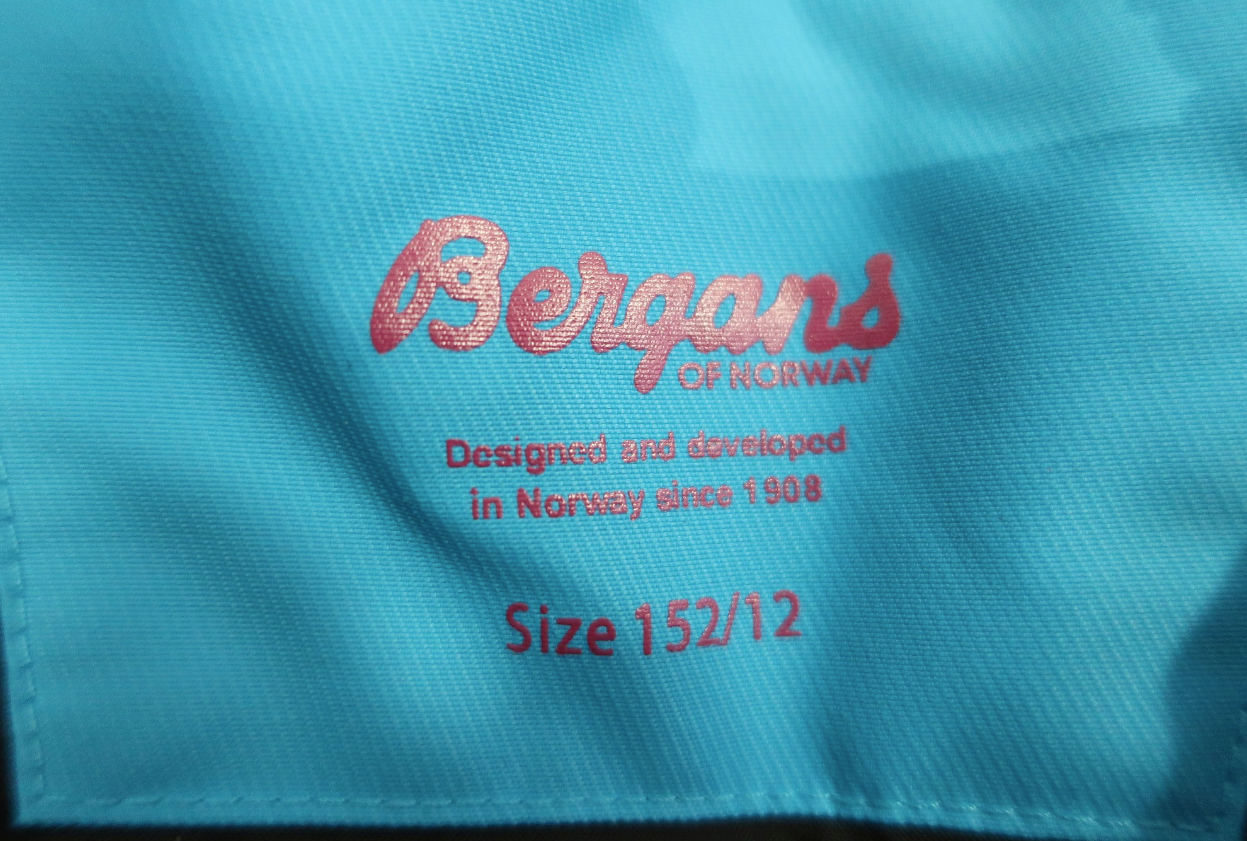 Bergans
OF NORWAY
Designed and developed
in Norway since 1908
Size 152/12